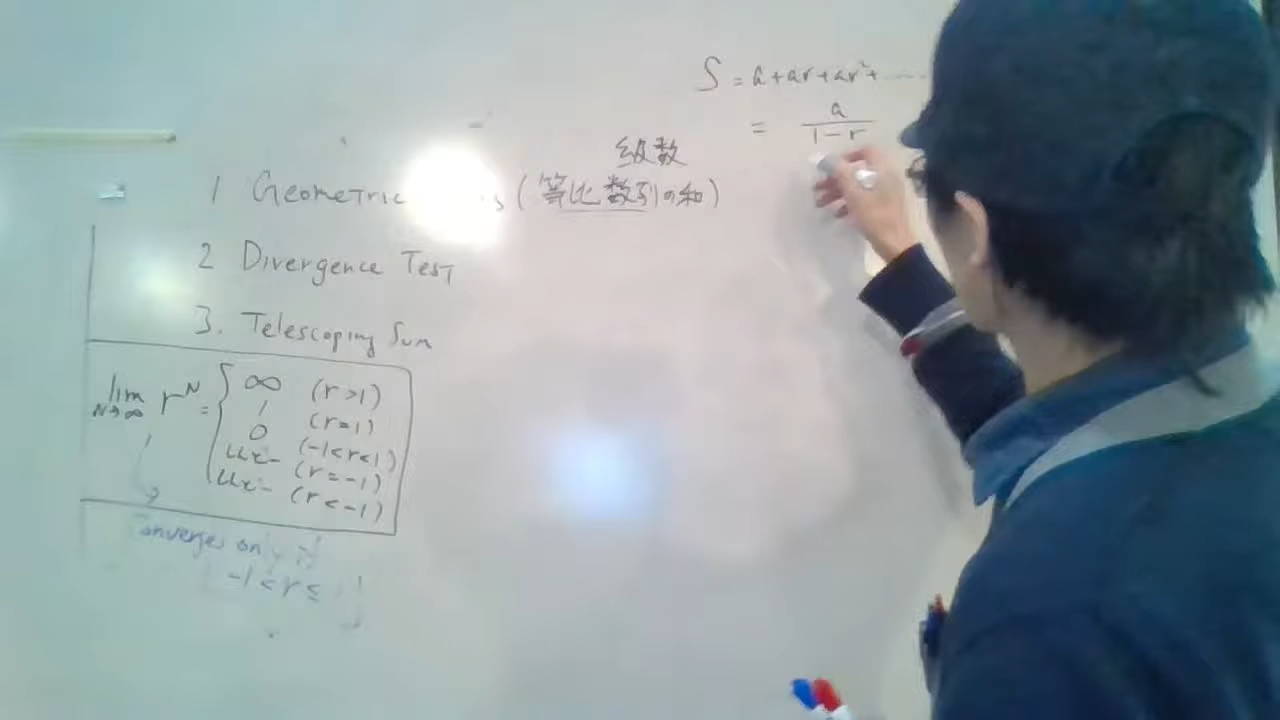 S = a + ar + ar² + ......
= a/(1-r)
级数
1 Geometric (等比数列の和)
2 Divergence Test
3. Telescoping Sum
lim N→∞ r^N = {
∞ (r>1)
1 (r=1)
0 (-1<r<1)
(r=-1)
(r<-1)
Converges only if
-1<r≤